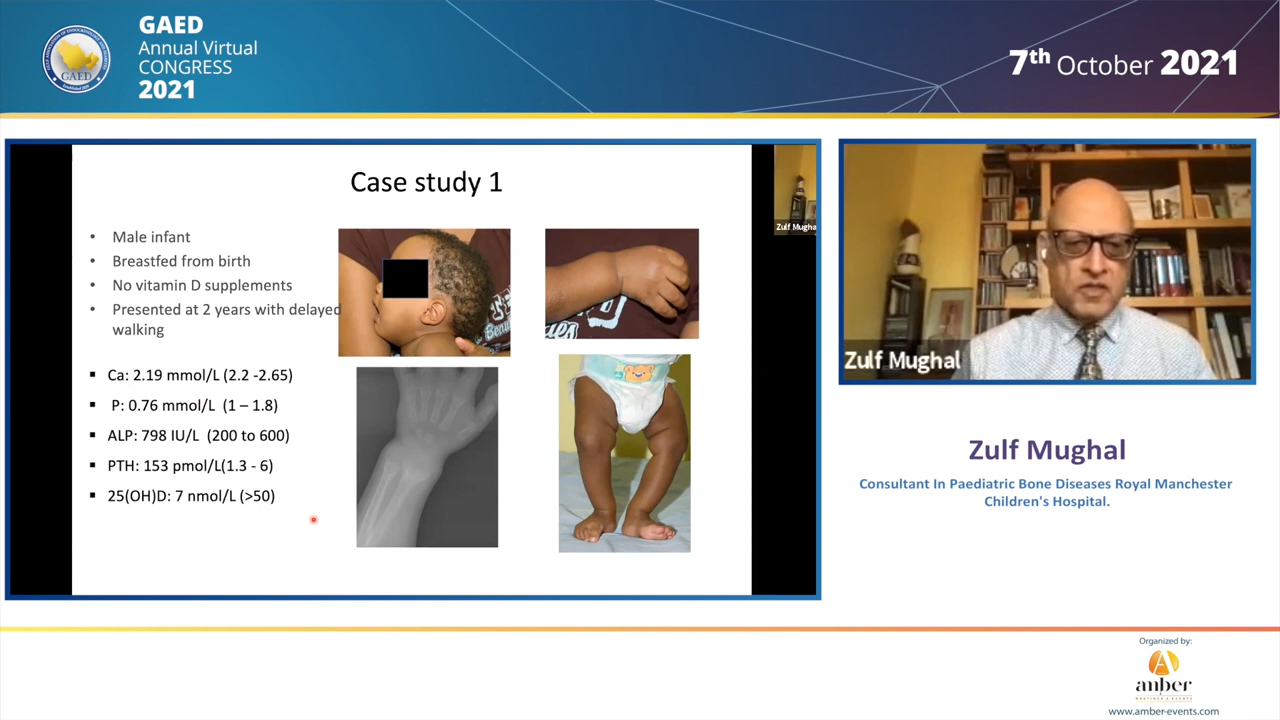 GAED
Annual Virtual
CONGRESS
2021
7th October 2021
GAED
Case study 1
• Male infant
• Breastfed from birth
• No vitamin D supplements
• Presented at 2 years with delayed
walking
▪ Ca: 2.19 mmol/L (2.2 -2.65)
▪ P: 0.76 mmol/L (1 – 1.8)
▪ ALP: 798 IU/L (200 to 600)
▪ PTH: 153 pmol/L(1.3 - 6)
▪ 25(OH)D: 7 nmol/L (>50)
Zulf Mugha
Zulf Mughal
Zulf Mughal
Consultant In Paediatric Bone Diseases Royal Manchester
Children's Hospital.
Organized by:
anber
www.amber-events.com